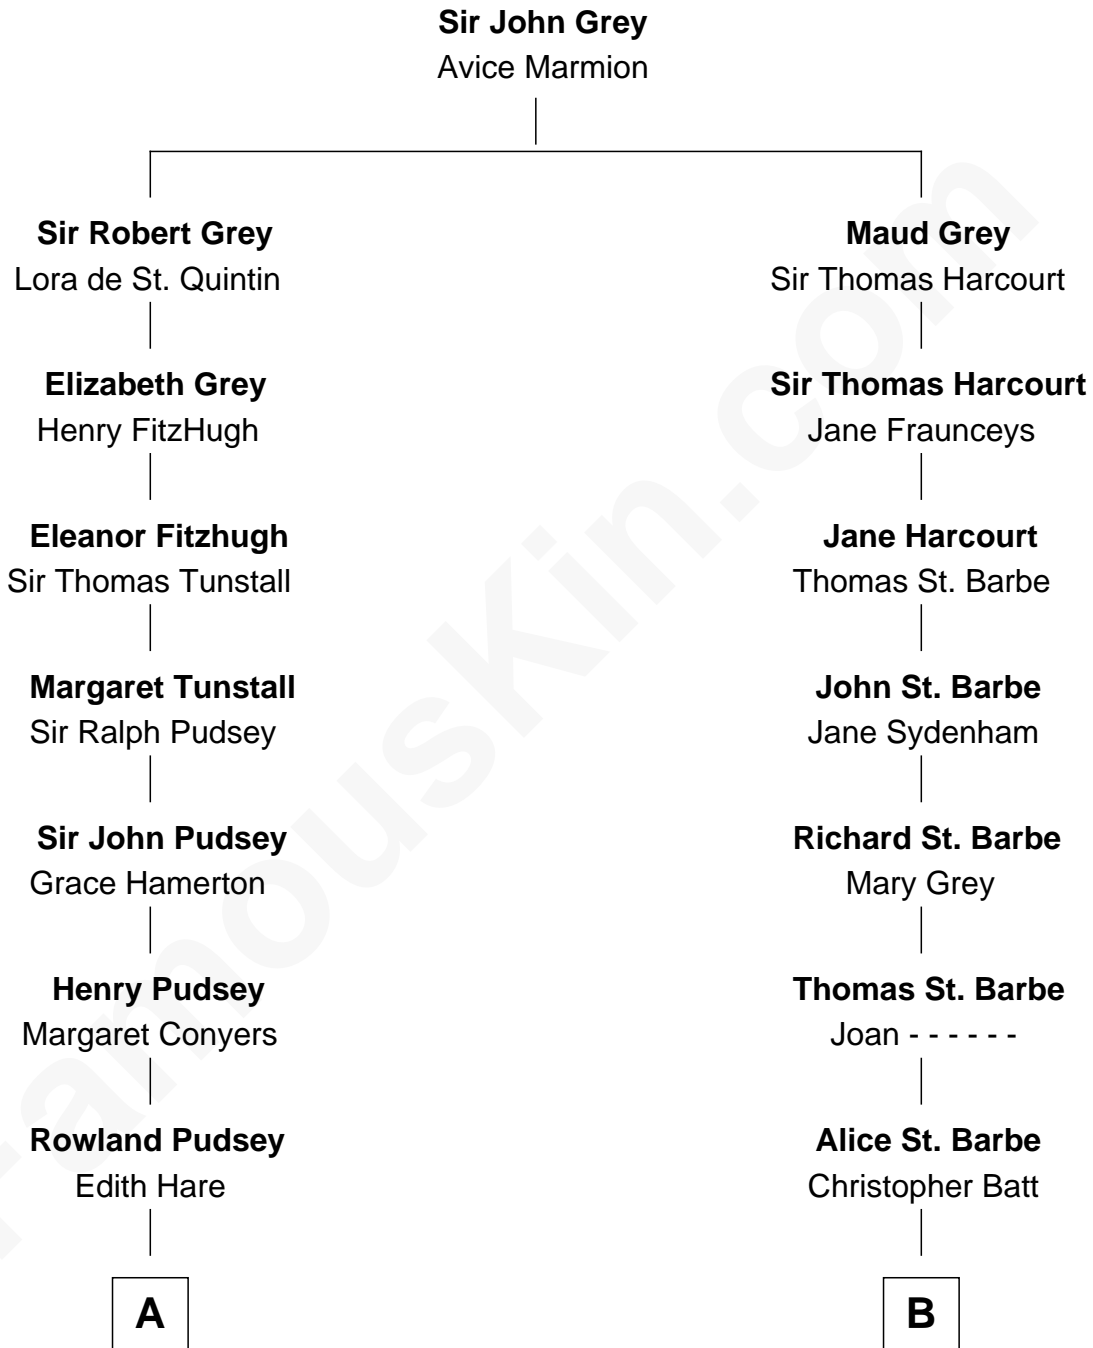 Sir John Grey
Avice Marmion
Sir Robert Grey
Lora de St. Quintin
Maud Grey
Sir Thomas Harcourt
Elizabeth Grey
Henry FitzHugh
Sir Thomas Harcourt
Jane Fraunceys
Eleanor Fitzhugh
Sir Thomas Tunstall
Jane Harcourt
Thomas St. Barbe
Margaret Tunstall
Sir Ralph Pudsey
John St. Barbe
Jane Sydenham
Sir John Pudsey
Grace Hamerton
Richard St. Barbe
Mary Grey
Henry Pudsey
Margaret Conyers
Thomas St. Barbe
Joan - - - - - -
Rowland Pudsey
Edith Hare
Alice St. Barbe
Christopher Batt
A
B
FamousKin.com